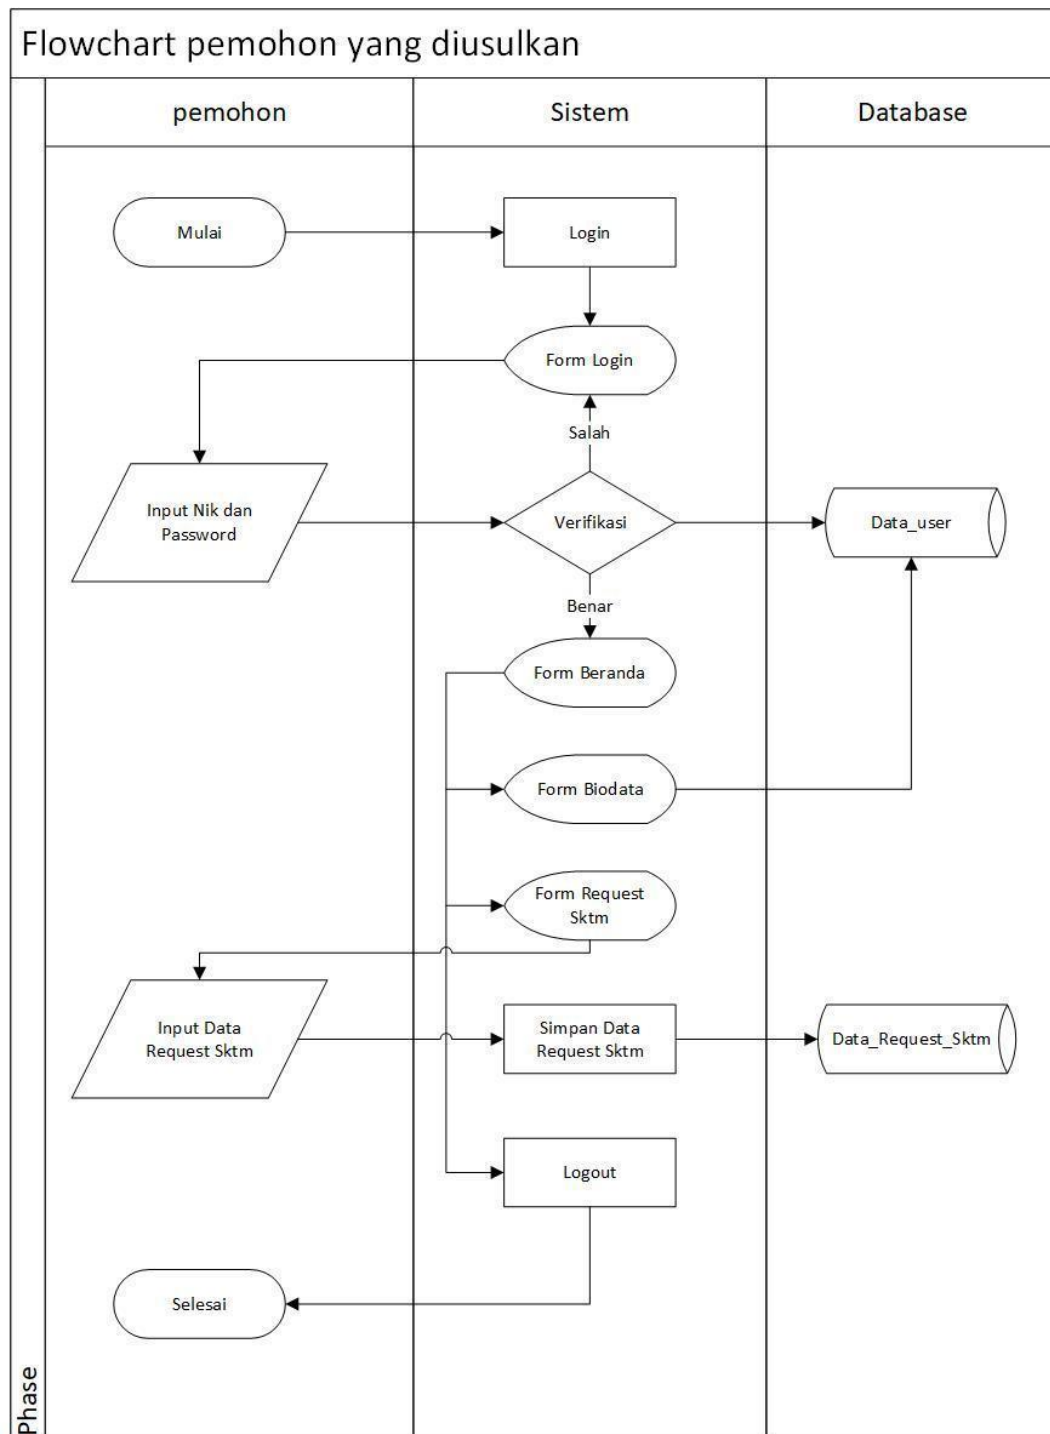 Flowchart pemohon yang diusulkan
pemohon
Sistem
Database
Mulai
Login
Form Login
Salah
Input Nik dan
Password
Verifikasi
Data_user
Benar
Form Beranda
Form Biodata
Form Request
Sktm
Input Data
Request Sktm
Simpan Data
Request Sktm
Data_Request_Sktm
Logout
Selesai
Phase